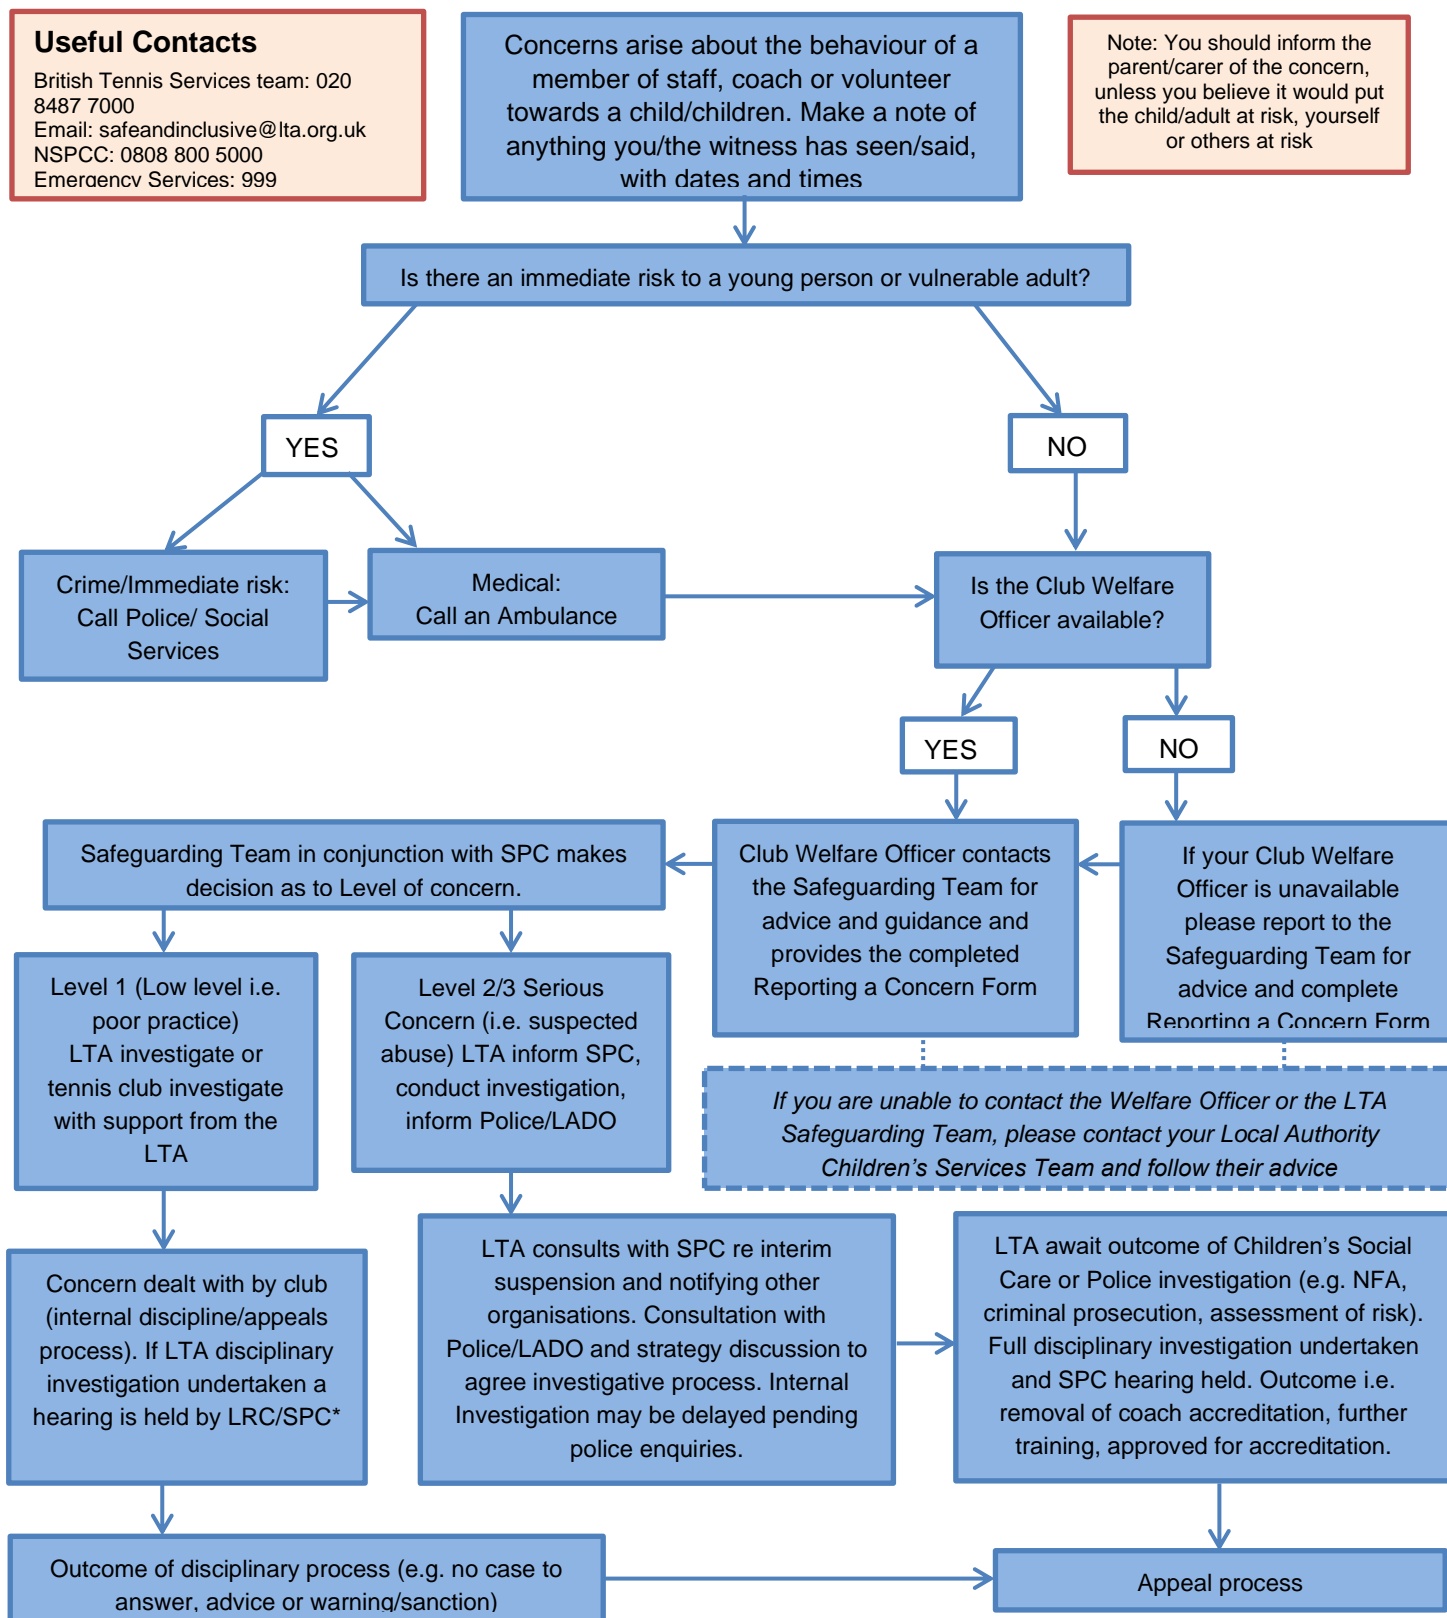 Useful Contacts
British Tennis Services team: 020
8487 7000
Email: safeandinclusive@lta.org.uk
NSPCC: 0808 800 5000
Emergency Services: 999
Concerns arise about the behaviour of a
member of staff, coach or volunteer
towards a child/children. Make a note of
anything you/the witness has seen/said,
with dates and times
Note: You should inform the
parent/carer of the concern,
unless you believe it would put
the child/adult at risk, yourself
or others at risk
Is there an immediate risk to a young person or vulnerable adult?
YES
NO
Crime/Immediate risk:
Call Police/ Social
Services
Medical:
Call an Ambulance
Is the Club Welfare
Officer available?
YES
NO
Safeguarding Team in conjunction with SPC makes
decision as to Level of concern.
Club Welfare Officer contacts
the Safeguarding Team for
advice and guidance and
provides the completed
Reporting a Concern Form
If your Club Welfare
Officer is unavailable
please report to the
Safeguarding Team for
advice and complete
Reporting a Concern Form
Level 1 (Low level i.e.
poor practice)
LTA investigate or
tennis club investigate
with support from the
LTA
Level 2/3 Serious
Concern (i.e. suspected
abuse) LTA inform SPC,
conduct investigation,
inform Police/LADO
If you are unable to contact the Welfare Officer or the LTA
Safeguarding Team, please contact your Local Authority
Children’s Services Team and follow their advice
Concern dealt with by club
(internal discipline/appeals
process). If LTA disciplinary
investigation undertaken a
hearing is held by LRC/SPC*
LTA consults with SPC re interim
suspension and notifying other
organisations. Consultation with
Police/LADO and strategy discussion to
agree investigative process. Internal
Investigation may be delayed pending
police enquiries.
LTA await outcome of Children’s Social
Care or Police investigation (e.g. NFA,
criminal prosecution, assessment of risk).
Full disciplinary investigation undertaken
and SPC hearing held. Outcome i.e.
removal of coach accreditation, further
training, approved for accreditation.
Outcome of disciplinary process (e.g. no case to
answer, advice or warning/sanction)
Appeal process